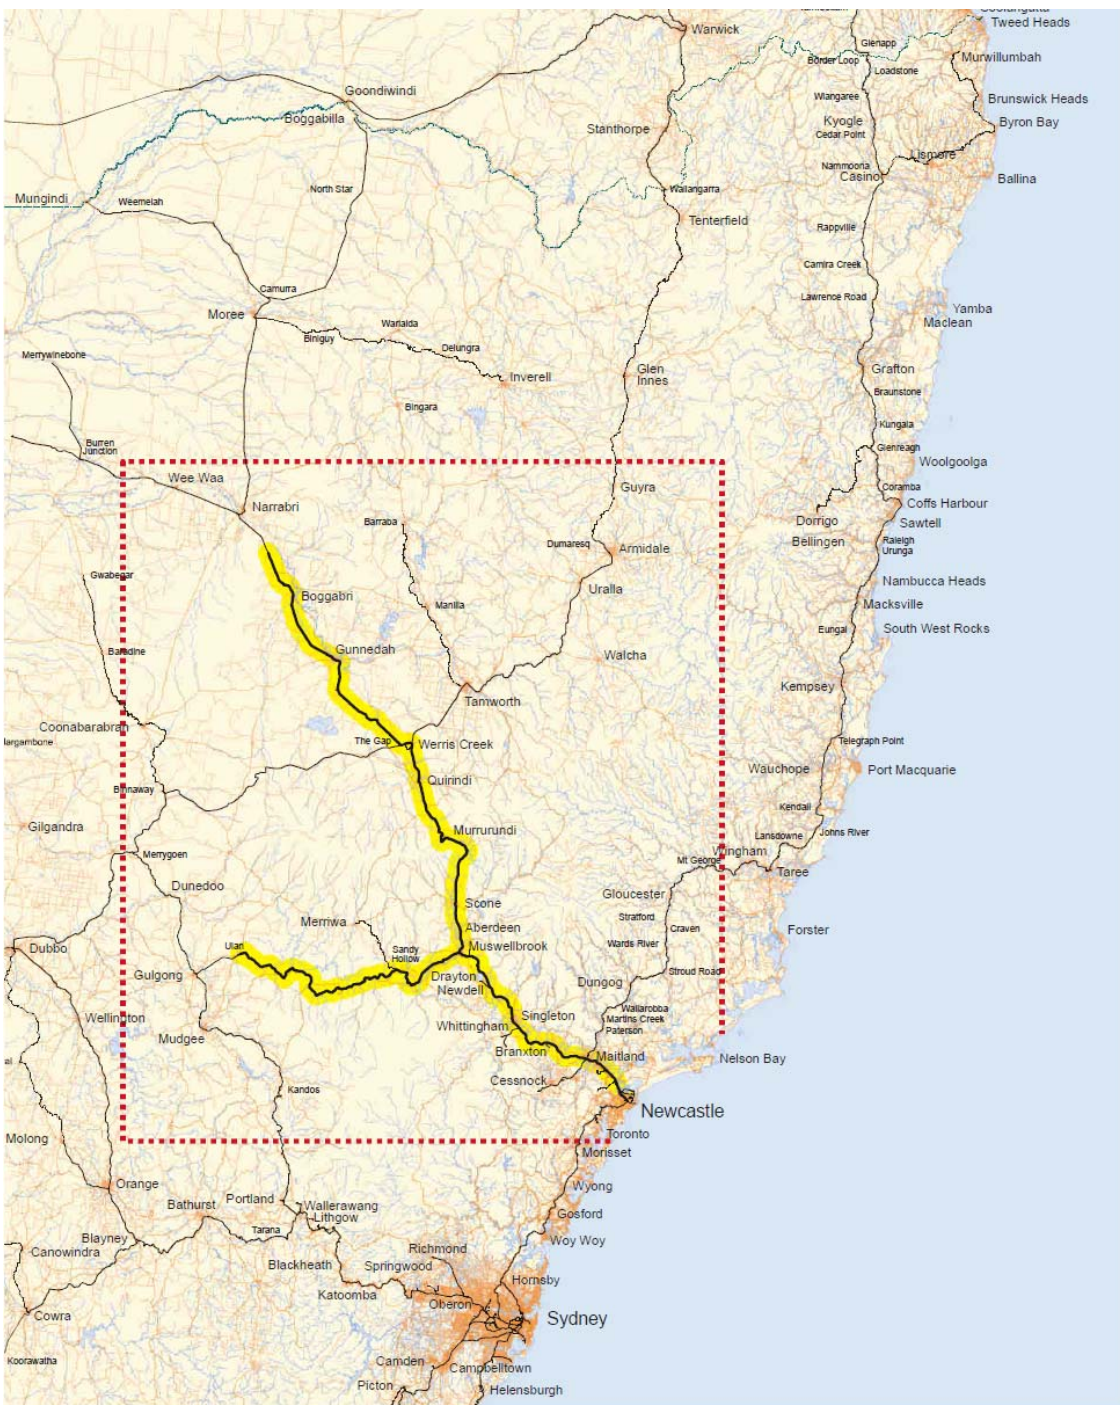 Warwick
Tweed Heads
Glenapp
Border Loop
Loadstone
Murwillumbah
Goondiwindi
Wiangaree
Brunswick Heads
Boggabilla
Kyogle
Byron Bay
Stanthorpe
Cedar Point
Lismore
Nammoona
Casino
Ballina
Mungindi
Weemelah
North Star
Wallangarra
Tenterfield
Rappville
Camira Creek
Camurra
Lawrence Road
Yamba
Moree
Maclean
Warialda
Biniguy
Delungra
Merrywinebone
Inverell
Glen
Innes
Grafton
Braunstone
Bingara
Kungala
Burren
Junction
Glenreagh
Woolgoolga
Wee Waa
Guyra
Coramba
Narrabri
Coffs Harbour
Barraba
Dorrigo
Sawtell
Dumaresq
Armidale
Bellingen
Raleigh
Urunga
Gwabegar
Boggabri
Uralla
Nambucca Heads
Manilla
Macksville
Eungai
South West Rocks
Baradine
Gunnedah
Walcha
Kempsey
Tamworth
Coonabarabran
The Gap
Werris Creek
Telegraph Point
Wauchope
Port Macquarie
Quirindi
Binnaway
Kendall
Gilgandra
Murrurundi
Lansdowne
Johns River
Merrygoen
Mt George
Wingham
Taree
Dunedoo
Gloucester
Scone
Stratford
Merriwa
Aberdeen
Craven
Forster
Dubbo
Ulan
Sandy
Hollow
Muswellbrook
Wards River
Gulgong
Drayton
Newdell
Dungog
Stroud Road
Wellington
Singleton
Wallarobba
Martins Creek
Paterson
Mudgee
Whittingham
Branxton
Maitland
Nelson Bay
Cessnock
Kandos
Newcastle
Molong
Toronto
Morisset
Orange
Wyong
Bathurst
Portland
Wallerawang
Lithgow
Gosford
Blayney
Tarana
Woy Woy
Canowindra
Richmond
Blackheath
Springwood
Hornsby
Katoomba
Oberon
Cowra
Sydney
Koorawatha
Camden
Campbelltown
Picton
Helensburgh